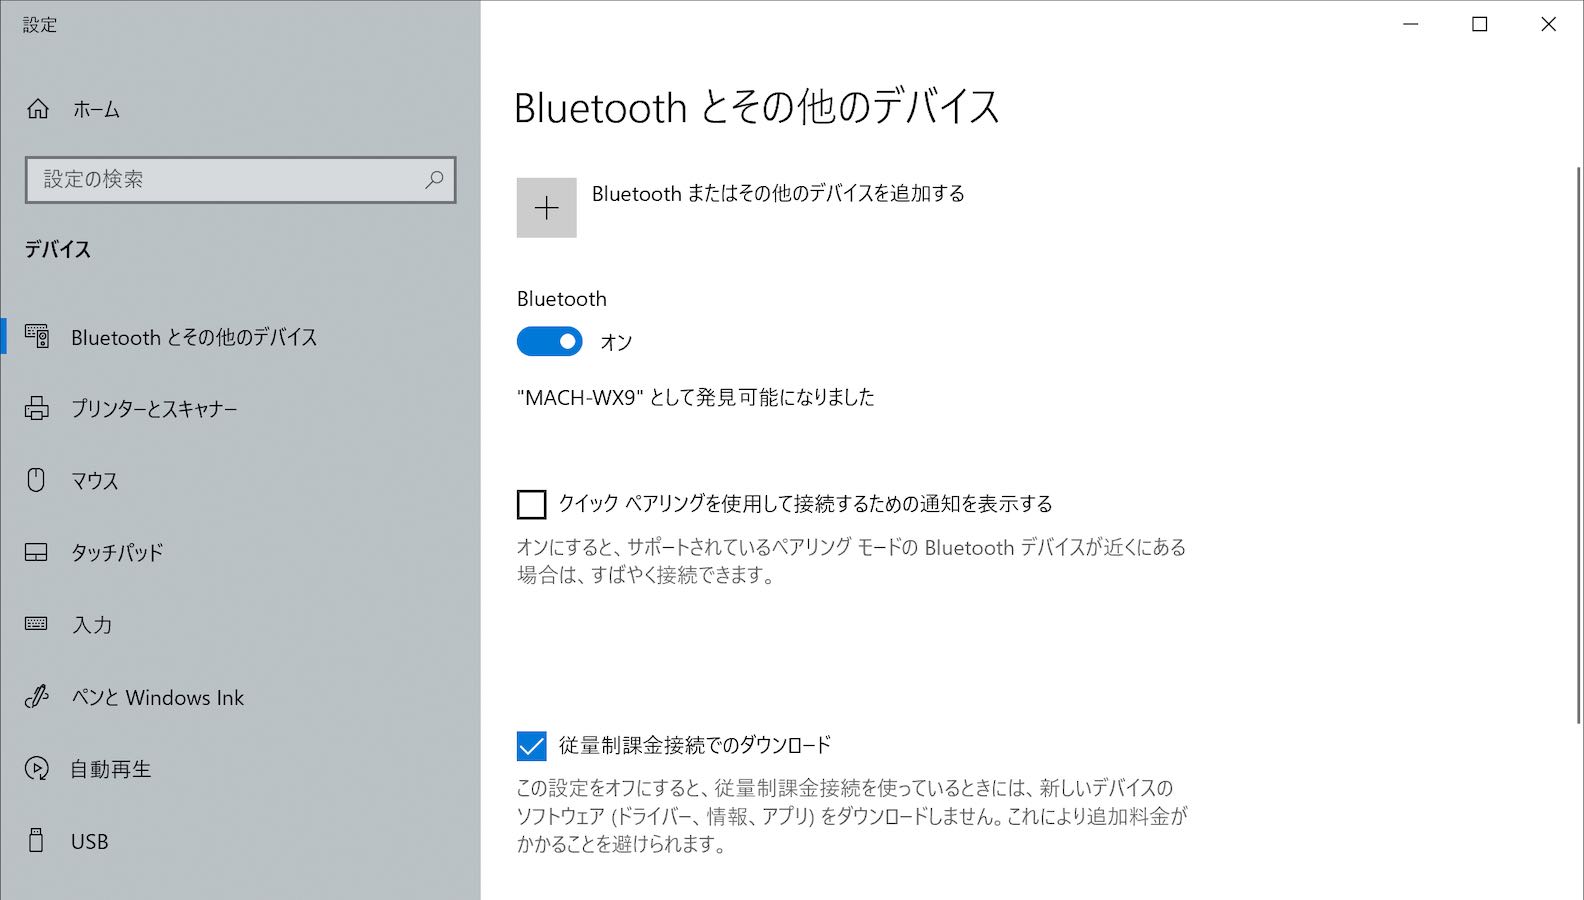 設定
ホーム
設定の検索
デバイス
Bluetooth とその他のデバイス
プリンターとスキャナー
マウス
タッチパッド
入力
ペンと Windows Ink
自動再生
USB
Bluetooth とその他のデバイス
Bluetooth またはその他のデバイスを追加する
Bluetooth
オン
"MACH-WX9" として発見可能になりました
クイック ペアリングを使用して接続するための通知を表示する
オンにすると、サポートされているペアリング モードの Bluetooth デバイスが近くにある
場合は、すばやく接続できます。
従量制課金接続でのダウンロード
この設定をオフにすると、従量制課金接続を使っているときには、新しいデバイスの
ソフトウェア (ドライバー、情報、アプリ) をダウンロードしません。これにより追加料金が
かかることを避けられます。